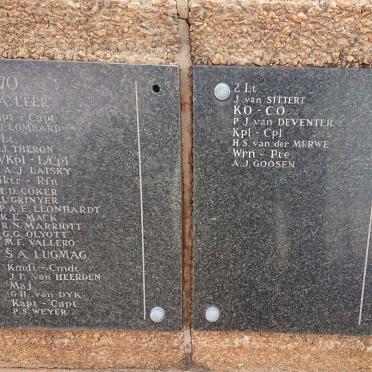 70
A. LEER
Kapt - Capt
LOMBARD
Lt
J. THERON
L/Kpl - L/Cpl
A.J. LAISKY
Sktr - Rfn
H.D. COKER
GRINYER
P.A.E. LEONHARDT
K.E. MACK
R.N. MARRIOTT
G.G. OLYOTT
M.F. VALLERO
S.A. LUGMAG
Kmdt - Cmdt
J.P. van HEERDEN
Maj
G.H. van DYK
Kapt - Capt
P.S. WEYER
2 Lt
J. van SITTERT
KO - CO
P.J. van DEVENTER
Kpl - Cpl
H.S. van der MERWE
Wrn - Pte
A.J. GOOSEN